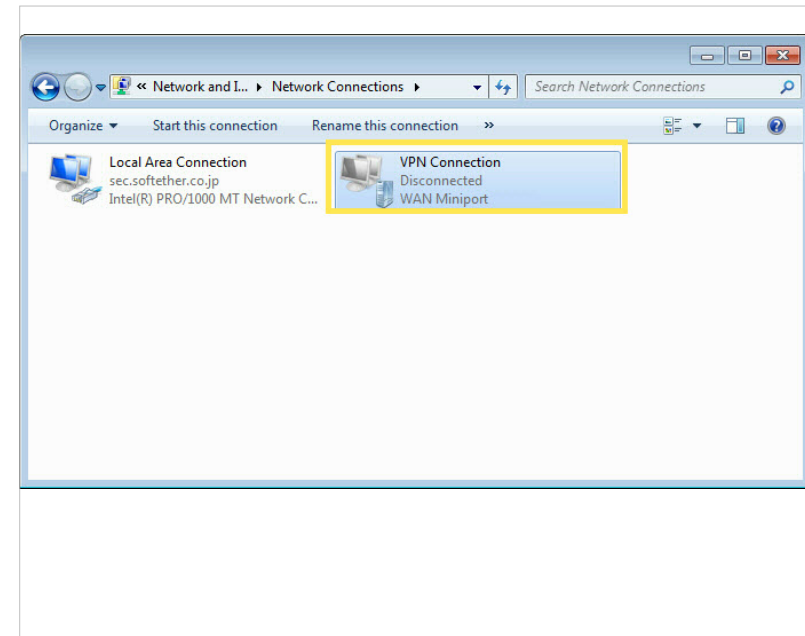 « Network and I... ▸ Network Connections ▸
Search Network Connections
Organize ▾ Start this connection Rename this connection »
Local Area Connection
sec.softether.co.jp
Intel(R) PRO/1000 MT Network C...
VPN Connection
Disconnected
WAN Miniport